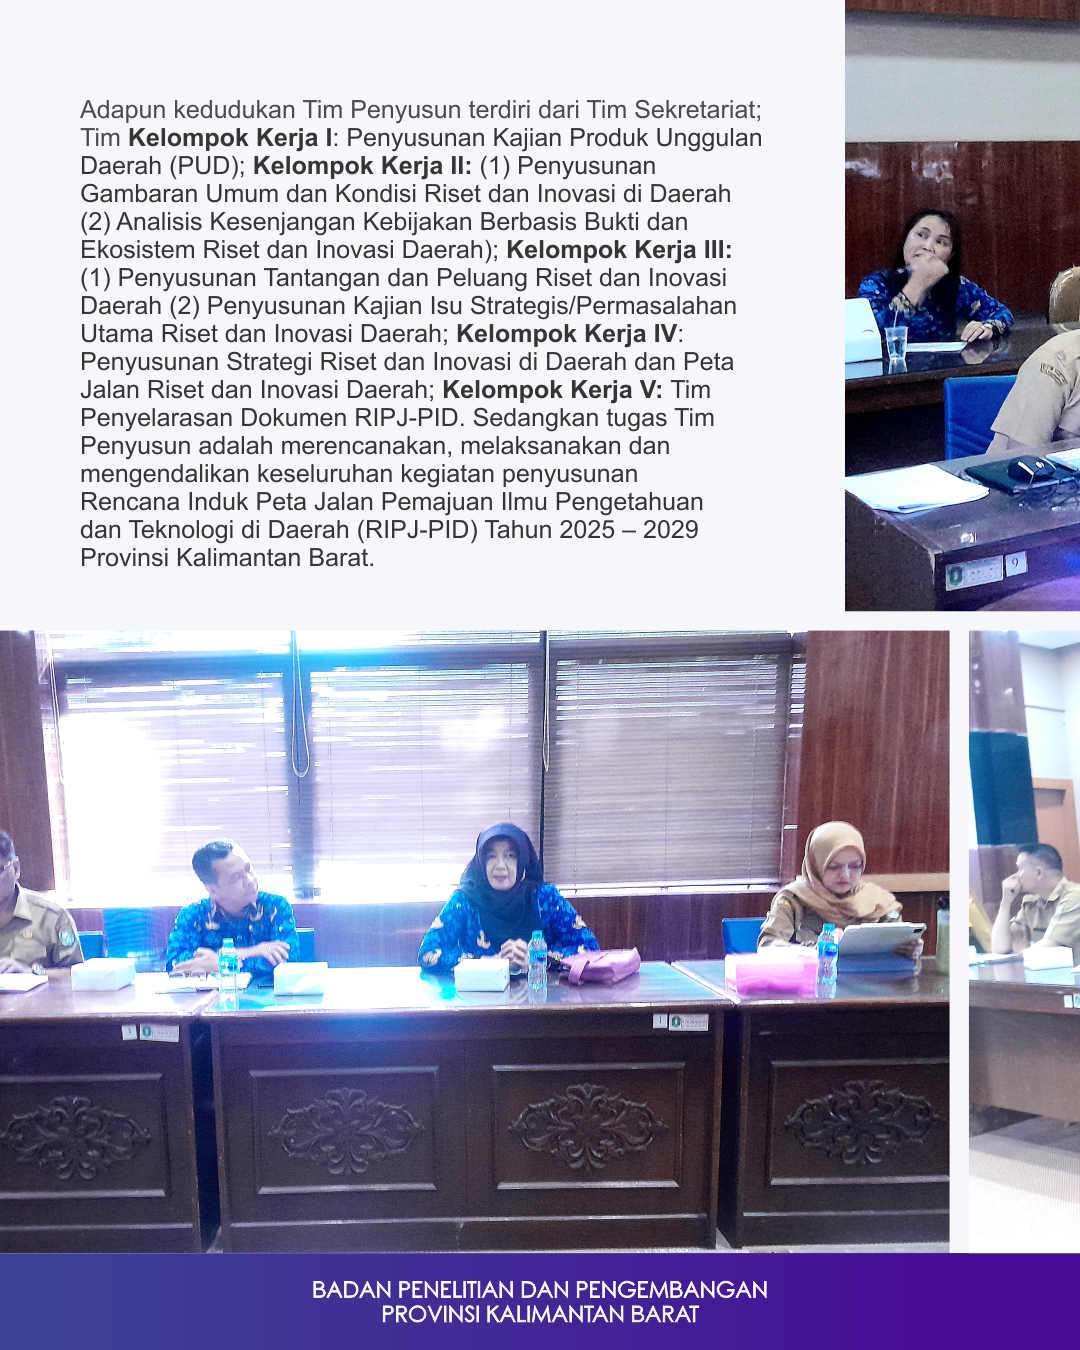 Adapun kedudukan Tim Penyusun terdiri dari Tim Sekretariat;
Tim Kelompok Kerja I: Penyusunan Kajian Produk Unggulan
Daerah (PUD); Kelompok Kerja II: (1) Penyusunan
Gambaran Umum dan Kondisi Riset dan Inovasi di Daerah
(2) Analisis Kesenjangan Kebijakan Berbasis Bukti dan
Ekosistem Riset dan Inovasi Daerah); Kelompok Kerja III:
(1) Penyusunan Tantangan dan Peluang Riset dan Inovasi
Daerah (2) Penyusunan Kajian Isu Strategis/Permasalahan
Utama Riset dan Inovasi Daerah; Kelompok Kerja IV:
Penyusunan Strategi Riset dan Inovasi di Daerah dan Peta
Jalan Riset dan Inovasi Daerah; Kelompok Kerja V: Tim
Penyelarasan Dokumen RIPJ-PID. Sedangkan tugas Tim
Penyusun adalah merencanakan, melaksanakan dan
mengendalikan keseluruhan kegiatan penyusunan
Rencana Induk Peta Jalan Pemajuan Ilmu Pengetahuan
dan Teknologi di Daerah (RIPJ-PID) Tahun 2025 – 2029
Provinsi Kalimantan Barat.
9
BADAN PENELITIAN DAN PENGEMBANGAN
PROVINSI KALIMANTAN BARAT